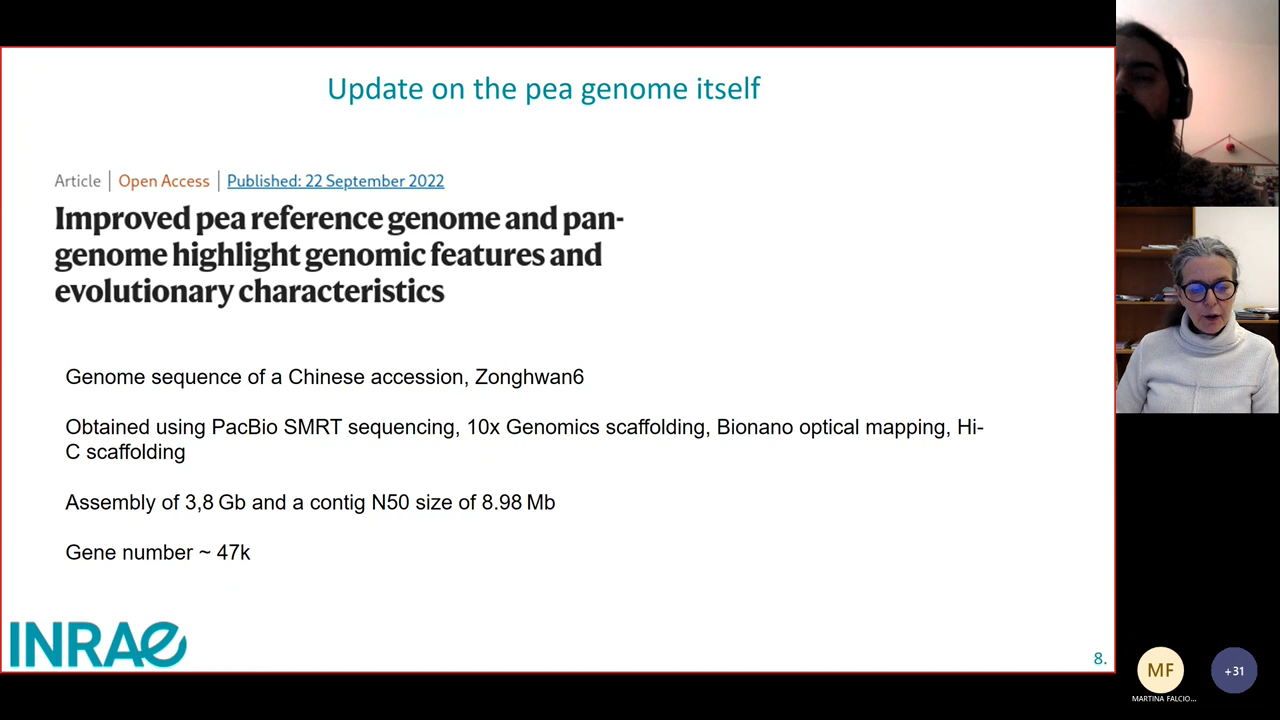 Update on the pea genome itself
Article | Open Access | Published: 22 September 2022
Improved pea reference genome and pan-
genome highlight genomic features and
evolutionary characteristics
Genome sequence of a Chinese accession, Zonghwan6
Obtained using PacBio SMRT sequencing, 10x Genomics scaffolding, Bionano optical mapping, Hi-
C scaffolding
Assembly of 3,8 Gb and a contig N50 size of 8.98 Mb
Gene number ~ 47k
INRAE
8.
MF
+31
MARTINA FALCIO...